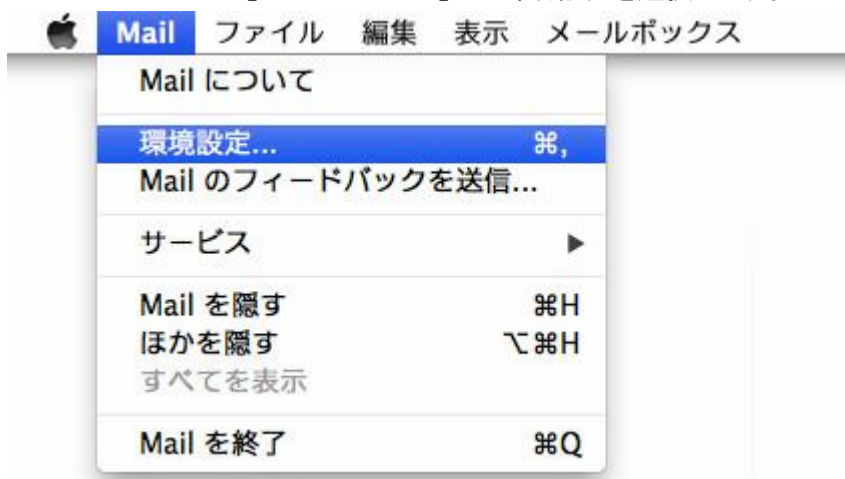 Mail ファイル 編集 表示 メールボックス
Mail について
環境設定... ⌘,
Mail のフィードバックを送信...
サービス ▶
Mail を隠す ⌘H
ほかを隠す ⌥⌘H
すべてを表示
Mail を終了 ⌘Q